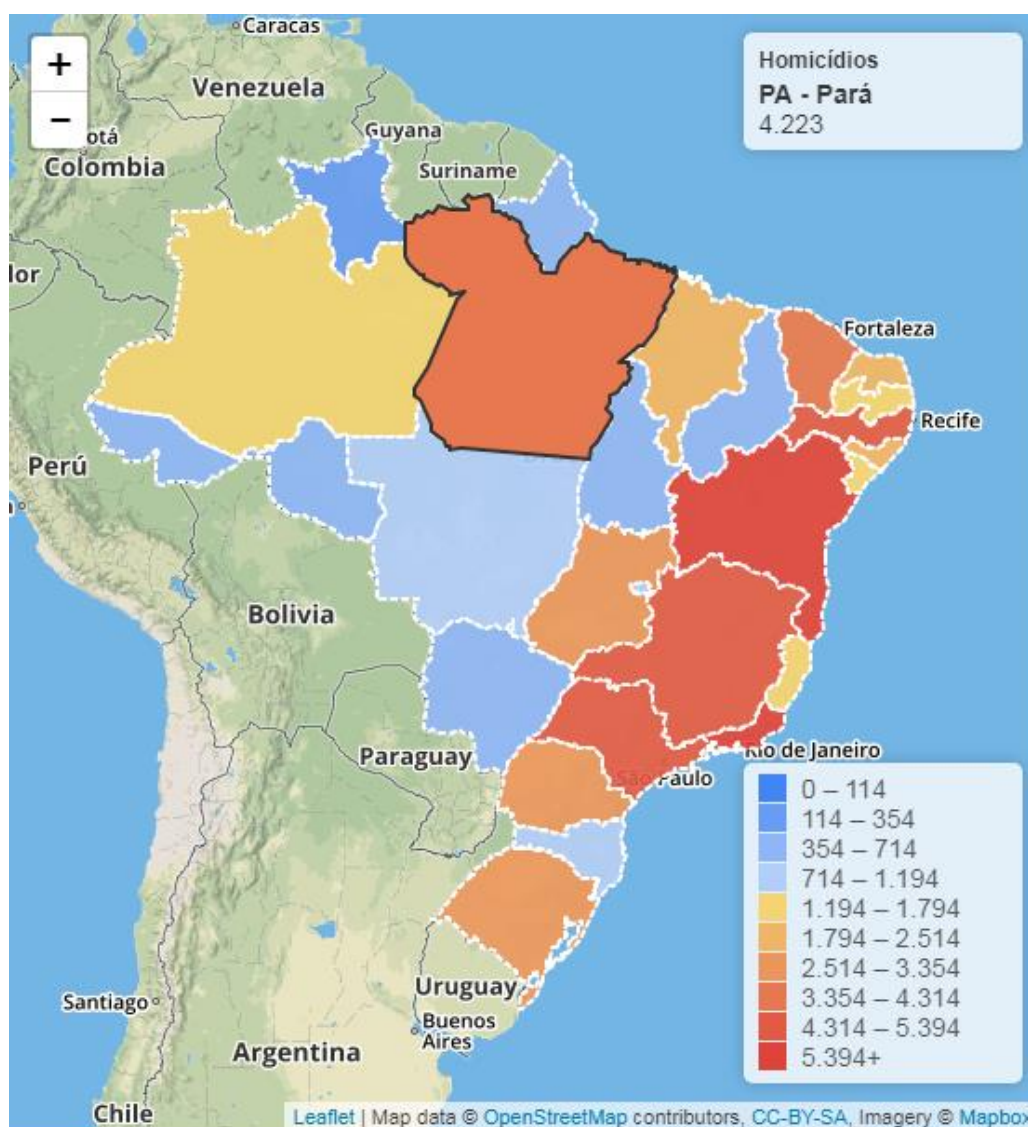 Caracas
+
Homicídios
Venezuela
PA - Pará
−
4.223
otá
Guyana
Colombia
Suriname
dor
Fortaleza
Recife
Perú
Bolivia
Paraguay
Rio de Janeiro
São Paulo
0 – 114
114 – 354
354 – 714
714 – 1.194
1.194 – 1.794
1.794 – 2.514
2.514 – 3.354
3.354 – 4.314
4.314 – 5.394
5.394+
Uruguay
Santiago
Buenos
Aires
Argentina
Chile
Leaflet | Map data © OpenStreetMap contributors, CC-BY-SA, Imagery © Mapbox